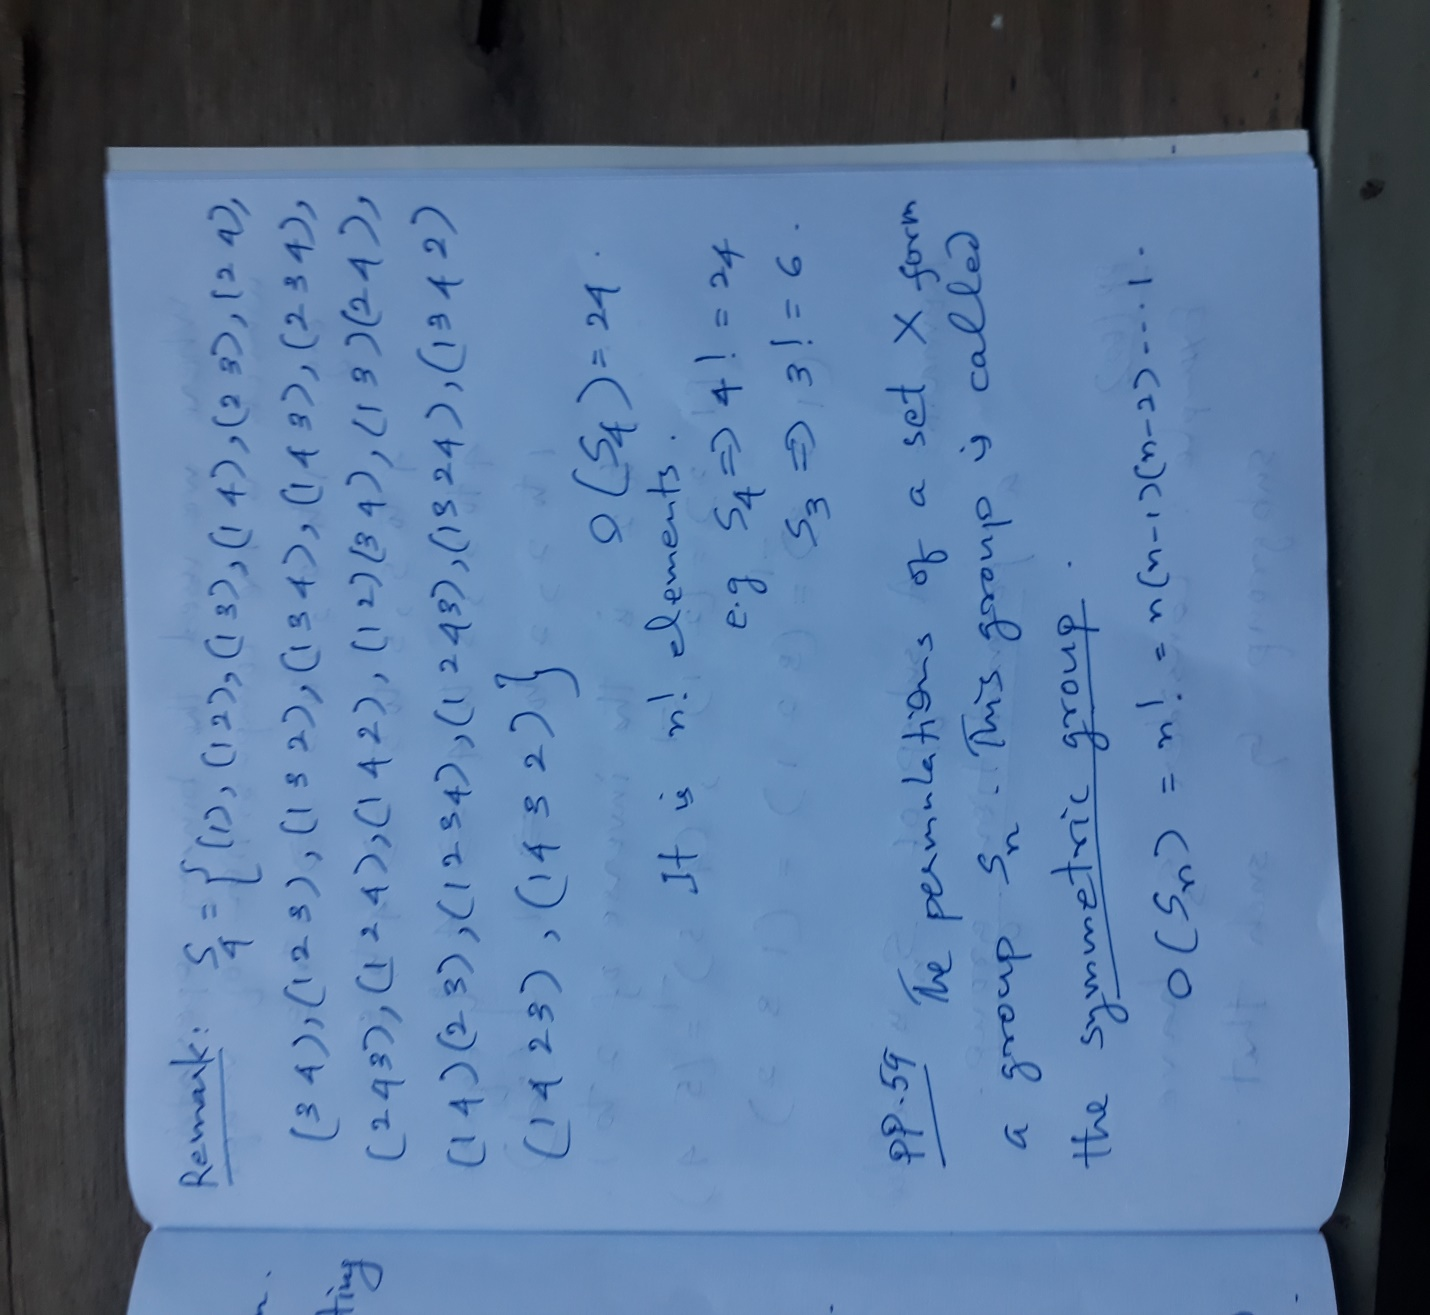 Remark: S₄ = {(1), (1 2), (1 3), (1 4), (2 3), (2 4),
(3 4), (1 2 3), (1 3 2), (1 3 4), (1 4 3), (2 3 4),
(2 4 3), (1 2 4), (1 4 2), (1 2)(3 4), (1 3)(2 4),
(1 4)(2 3), (1 2 3 4), (1 2 4 3), (1 3 2 4), (1 3 4 2)
(1 4 2 3), (1 4 3 2)}
O(S₄) = 24.
It is n! elements.
e.g S₄ ⇒ 4! = 24
S₃ ⇒ 3! = 6.
PP.59 The permutations of a set X form
a group Sₙ. This group is called
the symmetric group.
O(Sₙ) = n! = n(n-1)(n-2)....1.
ting